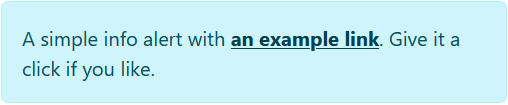 A simple info alert with an example link. Give it a
click if you like.